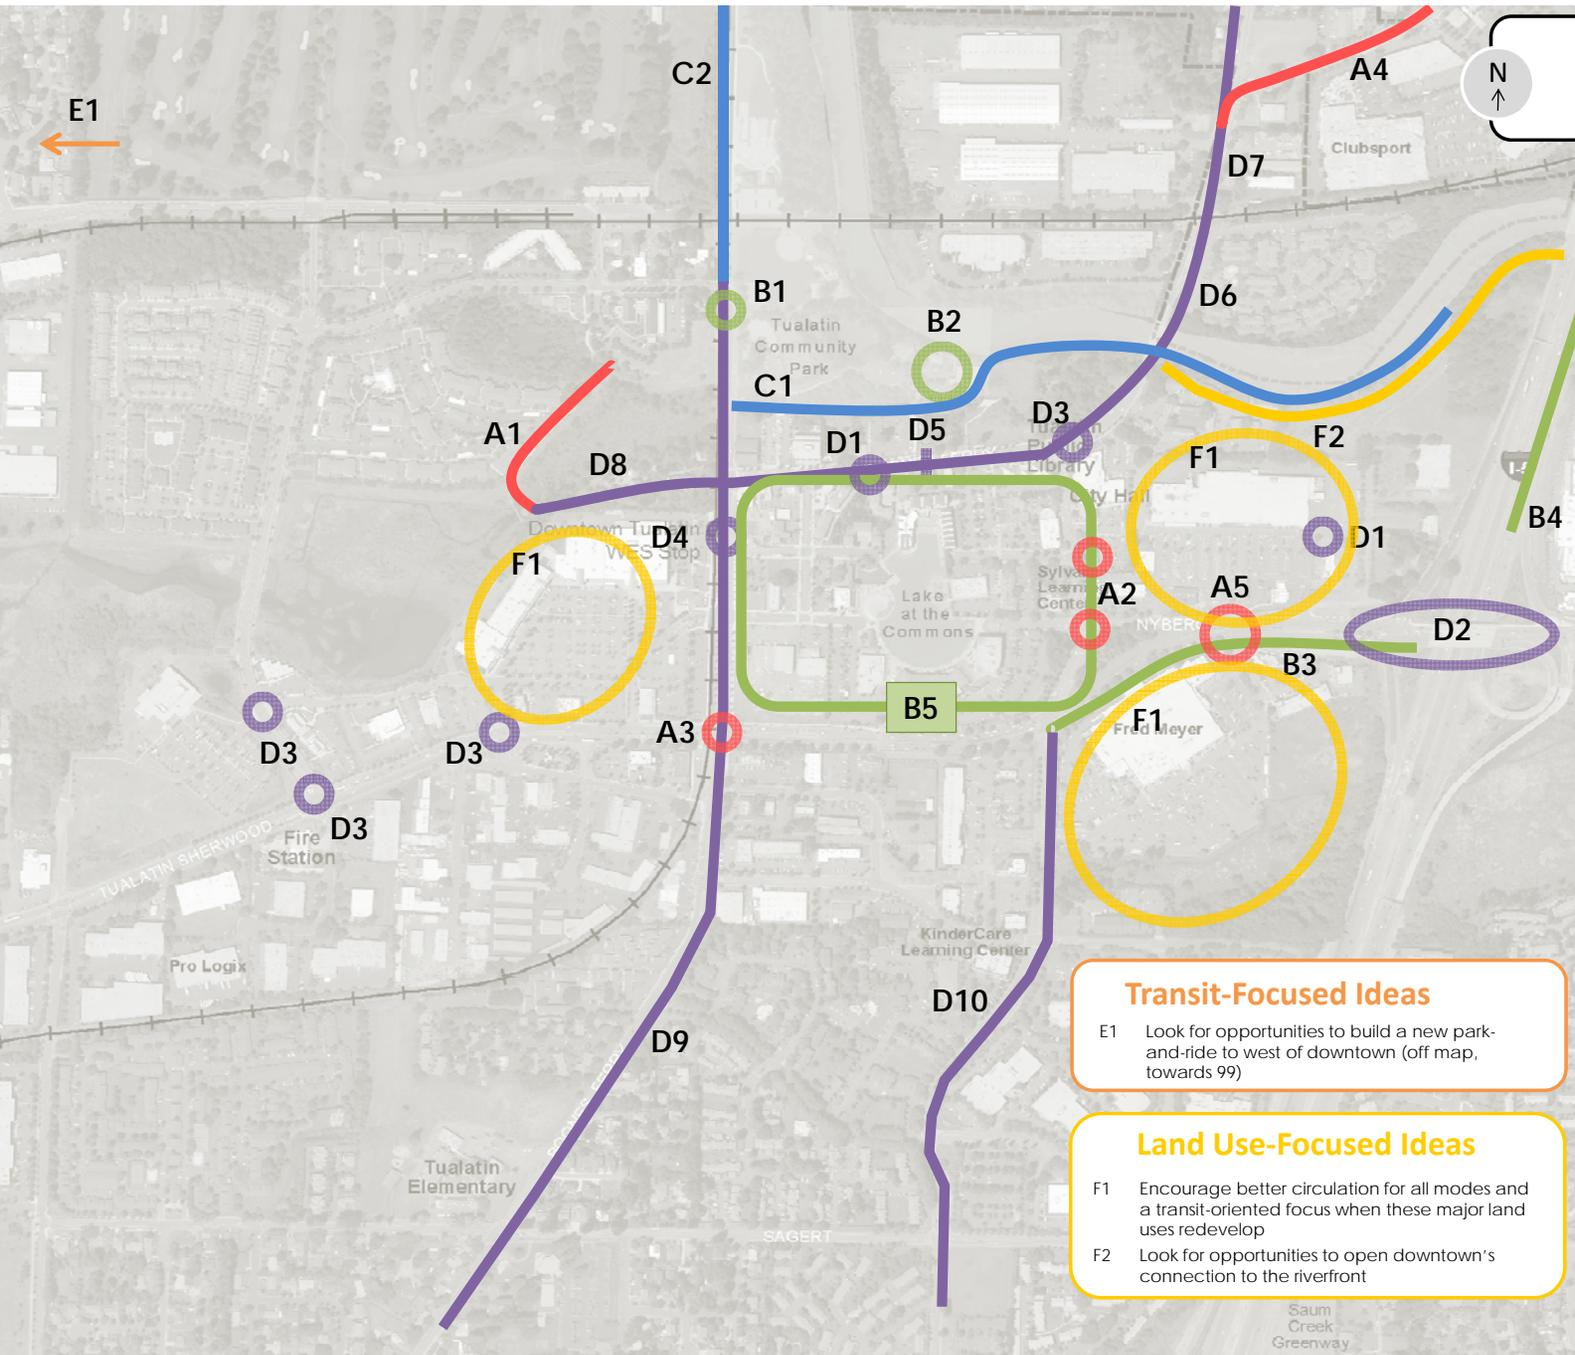 C2
A4
N
E1
Clubsport
D7
B1
D6
Tualatin
Community
Park
B2
C1
D3
A1
D1
D5
Tualatin
Public
Library
F2
F1
D8
City Hall
Downtown Tualatin
WES Stop
D4
B4
D1
F1
Sylvan
Learning
Center
A2
A5
Lake
at the
Commons
NYBERG
D2
B3
B5
F1
Fred Meyer
A3
D3
D3
D3
Fire
Station
TUALATIN SHERWOOD
KinderCare
Learning Center
Pro Logix
D10
D9
Transit-Focused Ideas
E1 Look for opportunities to build a new park-
and-ride to west of downtown (off map,
towards 99)
Land Use-Focused Ideas
F1 Encourage better circulation for all modes and
a transit-oriented focus when these major land
uses redevelop
F2 Look for opportunities to open downtown's
connection to the riverfront
Tualatin
Elementary
SAGERT
Saum
Creek
Greenway